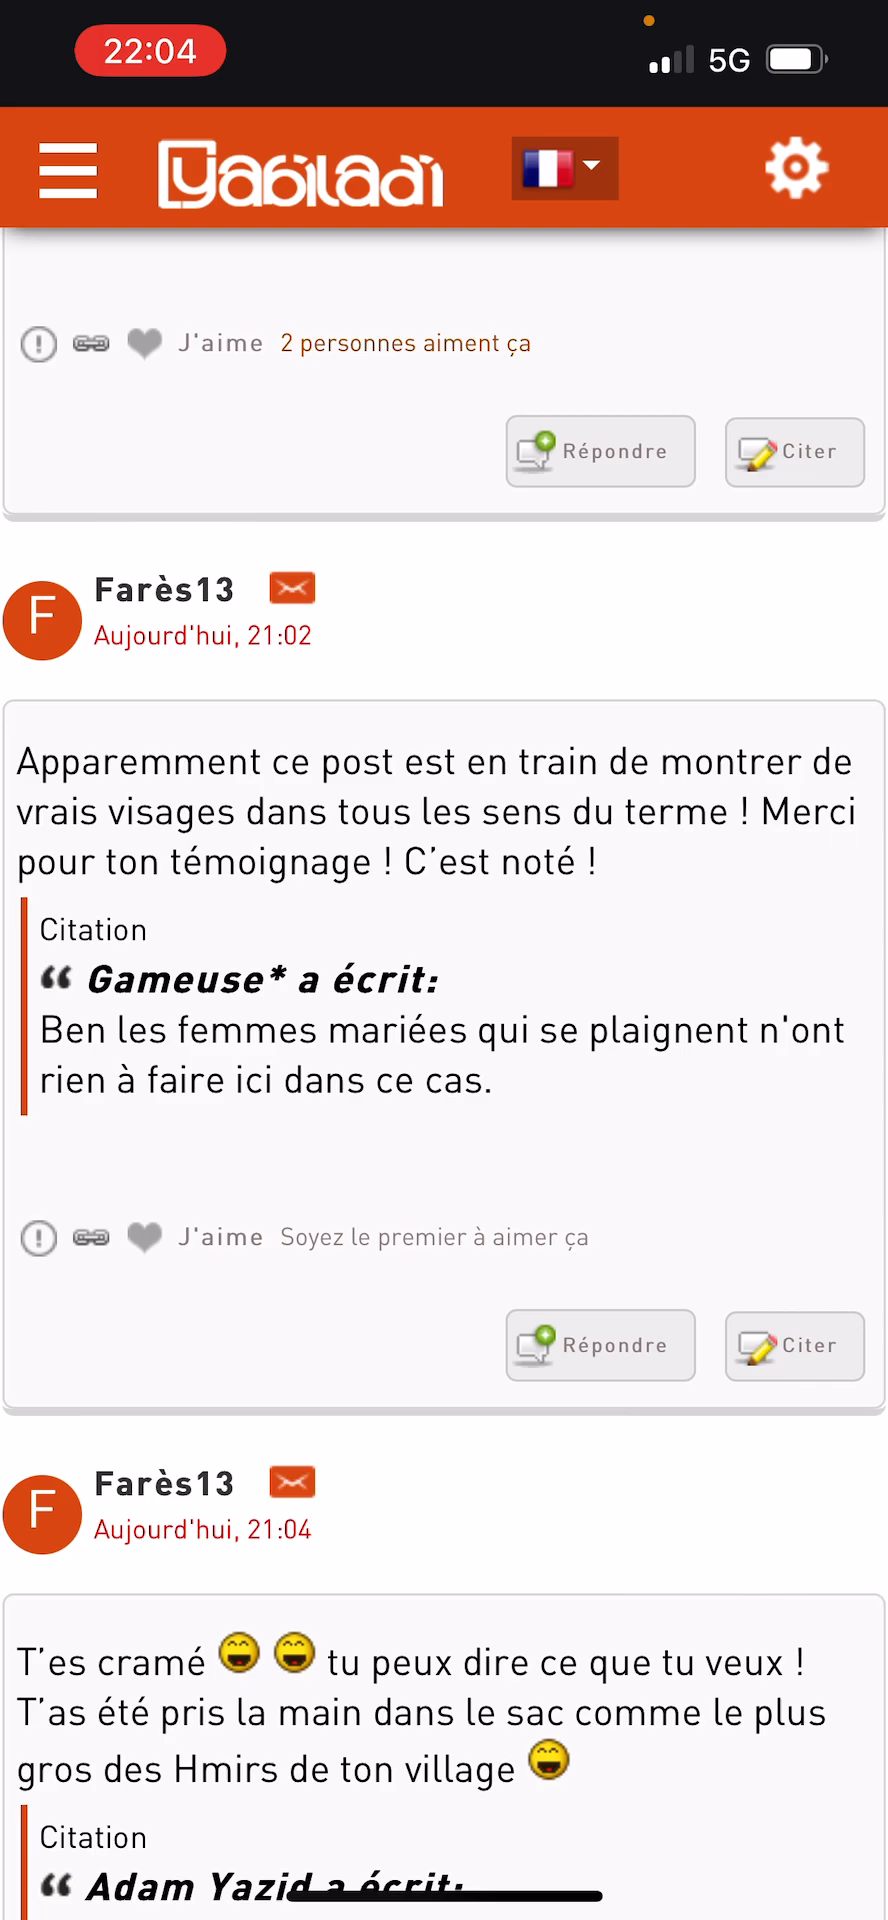 22:04
5G
Yabiladi
J'aime 2 personnes aiment ça
Répondre Citer
F Farès13
Aujourd'hui, 21:02
Apparemment ce post est en train de montrer de
vrais visages dans tous les sens du terme ! Merci
pour ton témoignage ! C’est noté !
Citation
“ Gameuse* a écrit:
Ben les femmes mariées qui se plaignent n'ont
rien à faire ici dans ce cas.
J'aime Soyez le premier à aimer ça
Répondre Citer
F Farès13
Aujourd'hui, 21:04
T’es cramé 😄 😄 tu peux dire ce que tu veux !
T’as été pris la main dans le sac comme le plus
gros des Hmirs de ton village 😄
Citation
“ Adam Yazid a écrit: